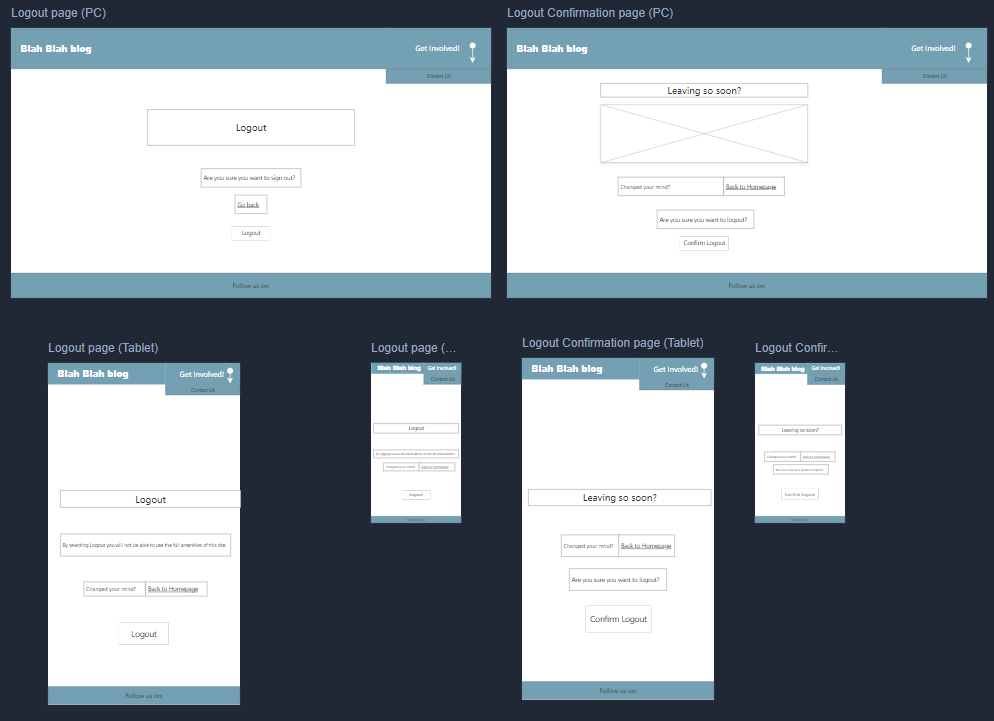 Logout page (PC)
Blah Blah blog
Get Involved!
Contact Us
Logout
Are you sure you want to sign out?
Go back
Logout
Follow us on:
Logout Confirmation page (PC)
Blah Blah blog
Get Involved!
Contact Us
Leaving so soon?
Changed your mind?
Back to Homepage
Are you sure you want to logout?
Confirm Logout
Follow us on:
Logout page (Tablet)
Blah Blah blog
Get Involved!
Contact Us
Logout
By selecting Logout you will not be able to use the full amenities of this site.
Changed your mind?
Back to Homepage
Logout
Follow us on:
Logout page (...
Blah Blah blog
Get Involved!
Contact Us
Logout
Changed your mind?
Back to Homepage
Logout
Logout Confirmation page (Tablet)
Blah Blah blog
Get Involved!
Contact Us
Leaving so soon?
Changed your mind?
Back to Homepage
Are you sure you want to logout?
Confirm Logout
Follow us on:
Logout Confir...
Blah Blah blog
Get Involved!
Contact Us
Leaving so soon?
Changed your mind?
Back to Homepage
Are you sure you want to logout?
Confirm Logout